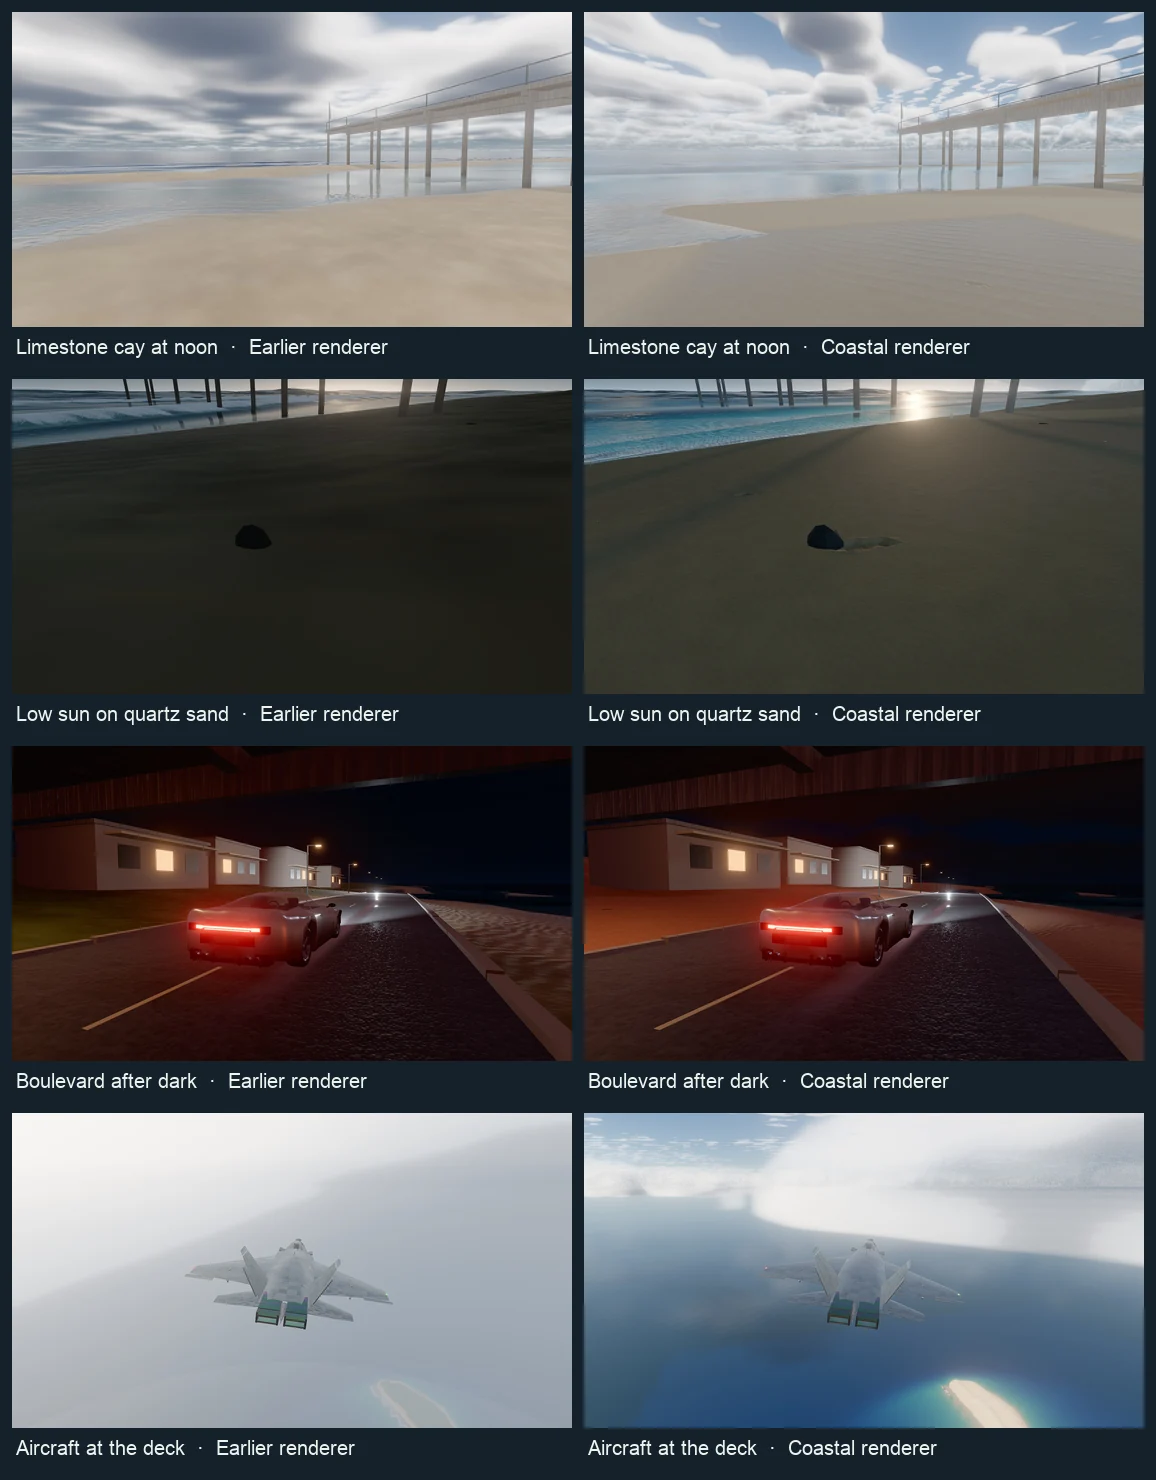 Limestone cay at noon · Earlier renderer
Limestone cay at noon · Coastal renderer
Low sun on quartz sand · Earlier renderer
Low sun on quartz sand · Coastal renderer
Boulevard after dark · Earlier renderer
Boulevard after dark · Coastal renderer
Aircraft at the deck · Earlier renderer
Aircraft at the deck · Coastal renderer